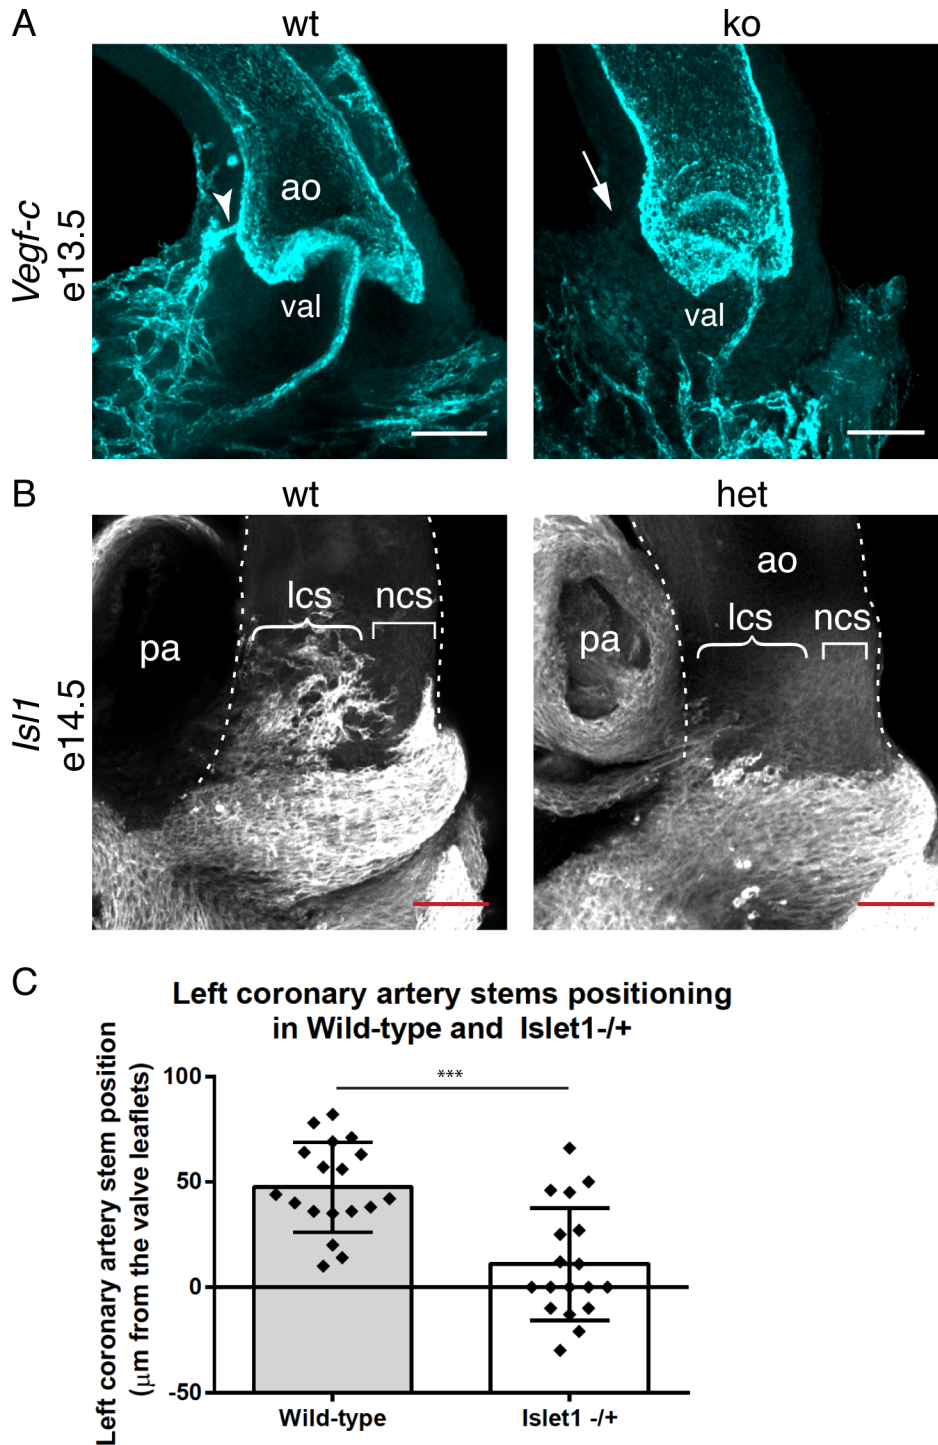 A
wt
ko
Vegf-c
e13.5
ao
val
val
B
wt
het
Isl1
e14.5
pa
lcs
ncs
ao
pa
lcs
ncs
C
Left coronary artery stems positioning
in Wild-type and Islet1-/+
Left coronary artery stem position
(μm from the valve leaflets)
100
50
0
-50
***
Wild-type
Islet1 -/+